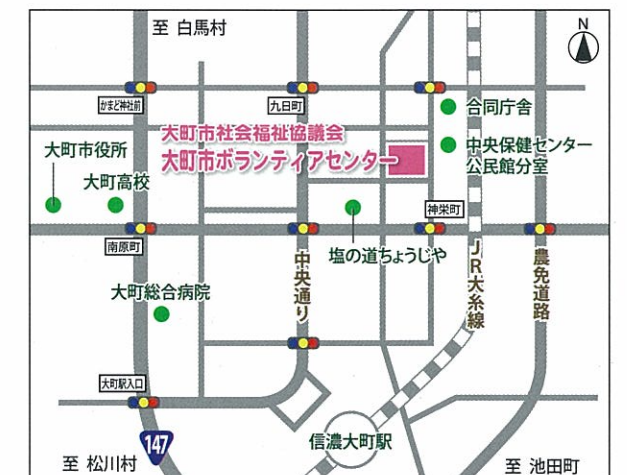 至 白馬村
N
かまど神社前
九日町
合同庁舎
大町市社会福祉協議会
大町市ボランティアセンター
中央保健センター
公民館分室
大町市役所
大町高校
神栄町
南原町
塩の道ちょうじや
中央通り
JR大糸線
農免道路
大町総合病院
大町駅入口
147
信濃大町駅
至 松川村
至 池田町